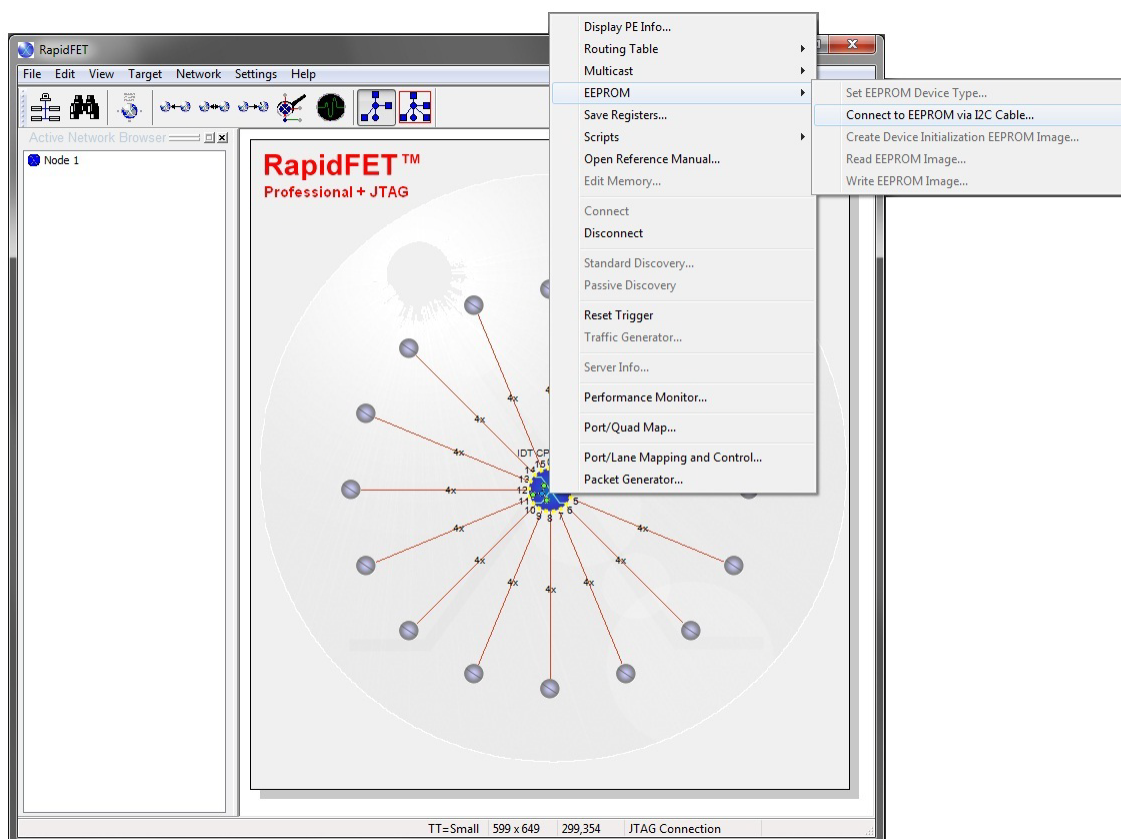 RapidFET
File Edit View Target Network Settings Help
Active Network Browser
Node 1
RapidFET™
Professional + JTAG
Display PE Info...
Routing Table
Multicast
EEPROM
Save Registers...
Scripts
Open Reference Manual...
Edit Memory...
Connect
Disconnect
Standard Discovery...
Passive Discovery
Reset Trigger
Traffic Generator...
Server Info...
Performance Monitor...
Port/Quad Map...
Port/Lane Mapping and Control...
Packet Generator...
Set EEPROM Device Type...
Connect to EEPROM via I2C Cable...
Create Device Initialization EEPROM Image...
Read EEPROM Image...
Write EEPROM Image...
4x
4x
4x
4x
4x
4x
4x
4x
4x
4x
4x
IDT
15
14
13
12
11
10
9
8
7
6
5
TT=Small 599 x 649 299,354 JTAG Connection